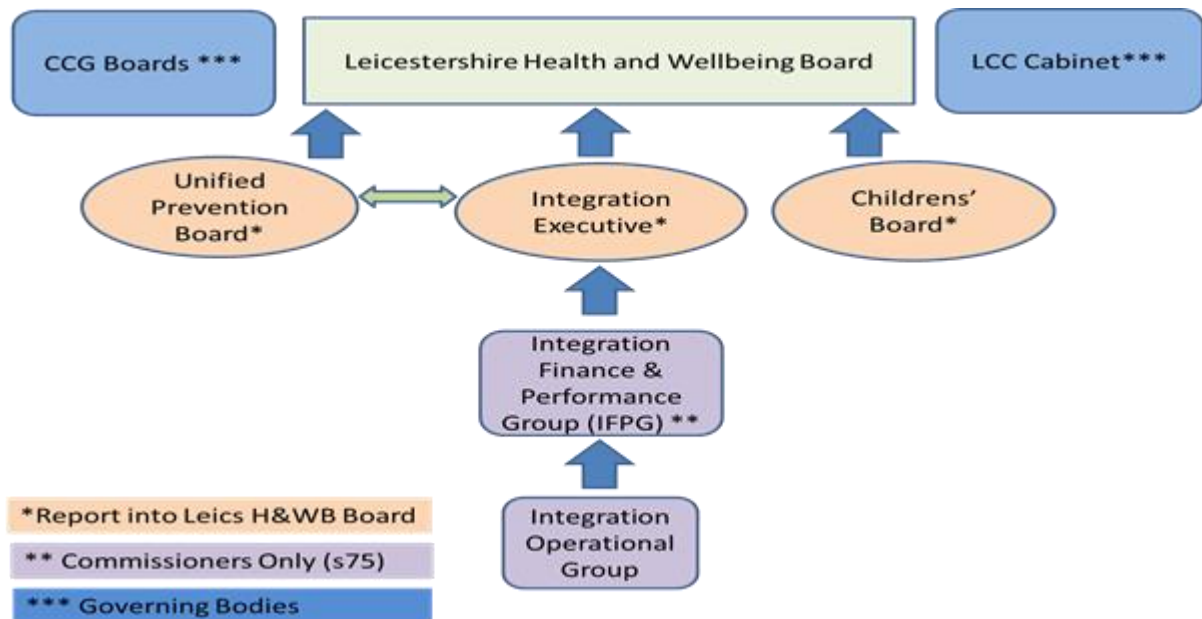 CCG Boards ***
Leicestershire Health and Wellbeing Board
LCC Cabinet***
Unified
Prevention
Board*
Integration
Executive*
Childrens’
Board*
Integration
Finance &
Performance
Group (IFPG) **
Integration
Operational
Group
*Report into Leics H&WB Board
** Commissioners Only (s75)
*** Governing Bodies